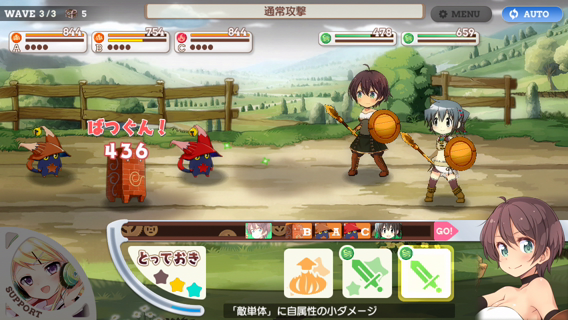 WAVE 3/3 5
通常攻撃
MENU
AUTO
844
754
844
478
659
A
B
C
ばつぐん!
436
B A C GO!
とっておき
SUPPORT
「敵単体」に自属性の小ダメージ